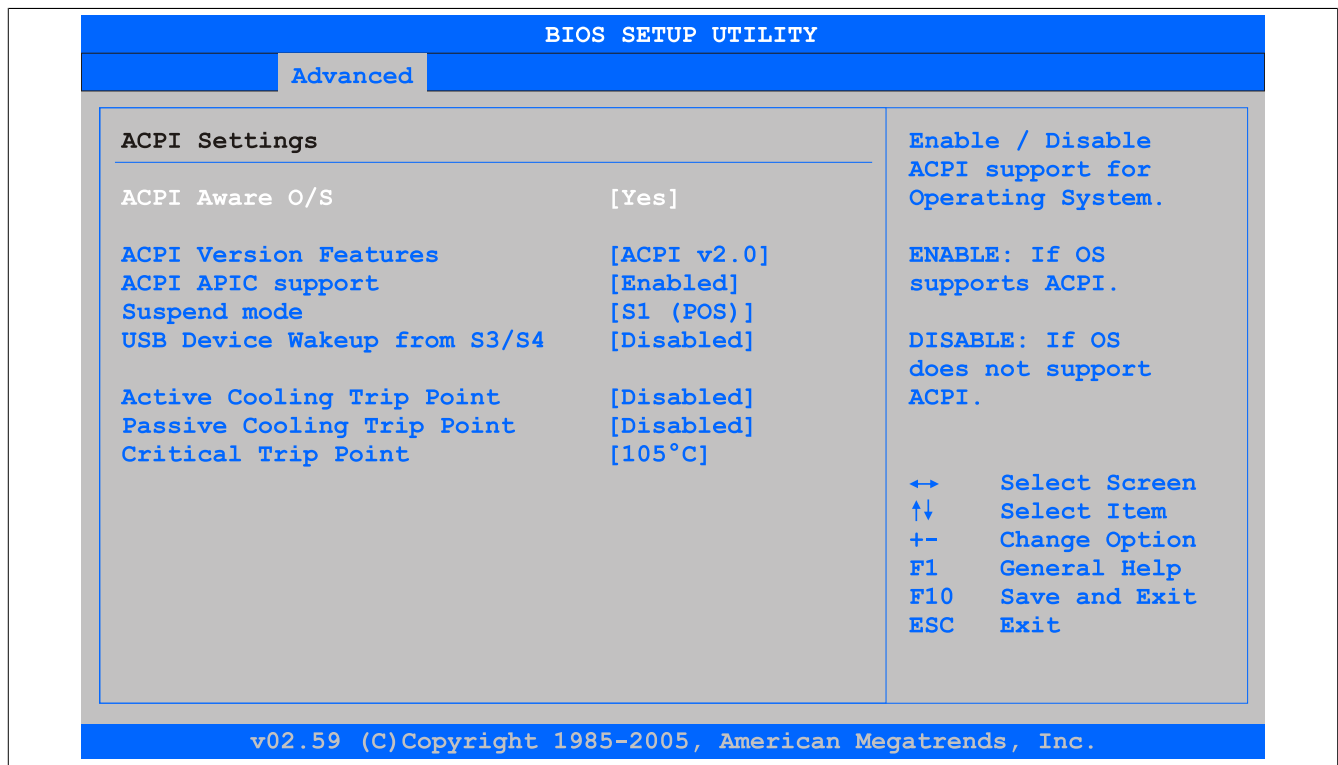 BIOS SETUP UTILITY
Advanced
ACPI Settings
ACPI Aware O/S [Yes]
ACPI Version Features [ACPI v2.0]
ACPI APIC support [Enabled]
Suspend mode [S1 (POS)]
USB Device Wakeup from S3/S4 [Disabled]
Active Cooling Trip Point [Disabled]
Passive Cooling Trip Point [Disabled]
Critical Trip Point [105°C]
Enable / Disable
ACPI support for
Operating System.
ENABLE: If OS
supports ACPI.
DISABLE: If OS
does not support
ACPI.
↔ Select Screen
↑↓ Select Item
+- Change Option
F1 General Help
F10 Save and Exit
ESC Exit
v02.59 (C)Copyright 1985-2005, American Megatrends, Inc.